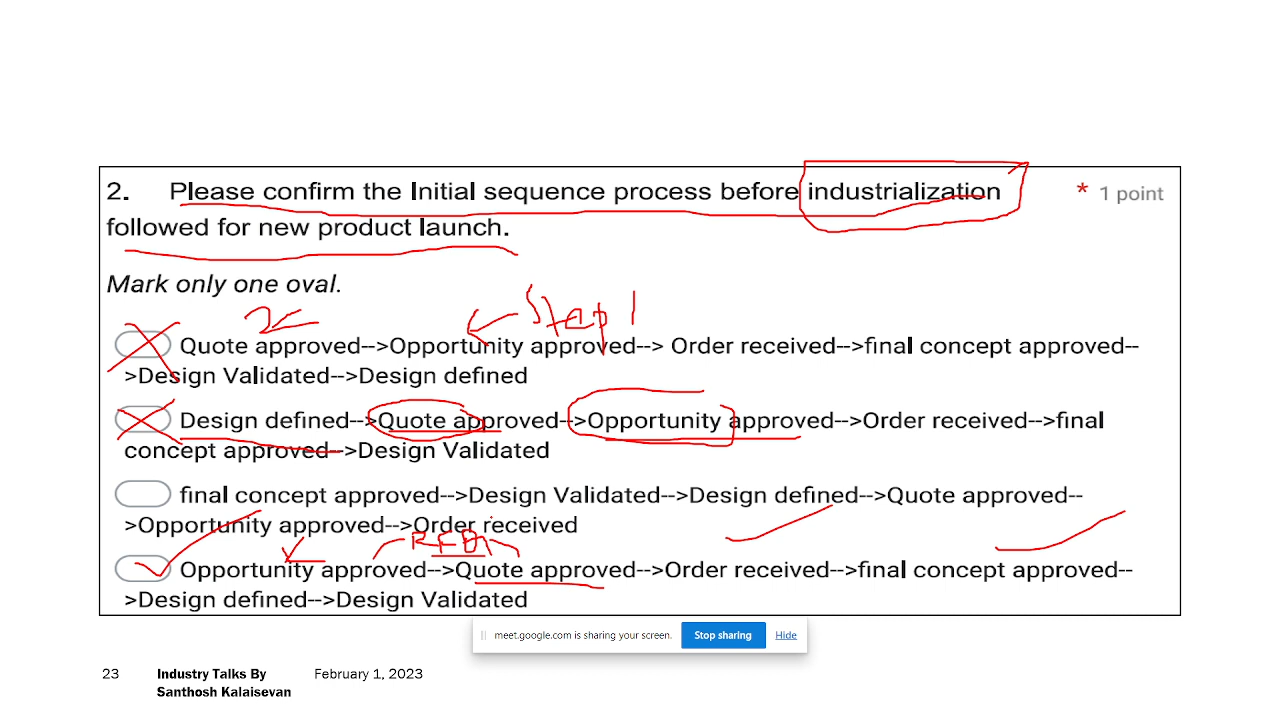 2. Please confirm the Initial sequence process before industrialization * 1 point
followed for new product launch.
Mark only one oval.
2 Step 1
Quote approved-->Opportunity approved--> Order received-->final concept approved--
>Design Validated-->Design defined
Design defined-->Quote approved-->Opportunity approved-->Order received-->final
concept approved-->Design Validated
final concept approved-->Design Validated-->Design defined-->Quote approved--
>Opportunity approved-->Order received
Opportunity approved-->Quote approved-->Order received-->final concept approved--
>Design defined-->Design Validated
meet.google.com is sharing your screen. Stop sharing Hide
23 Industry Talks By February 1, 2023
Santhosh Kalaisevan